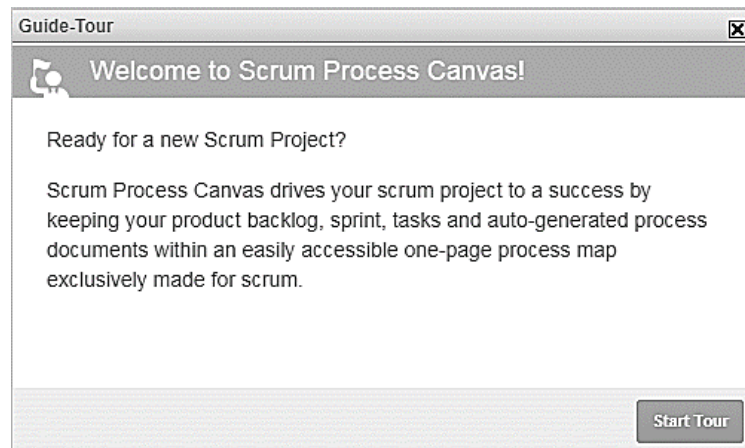 Guide-Tour
Welcome to Scrum Process Canvas!
Ready for a new Scrum Project?
Scrum Process Canvas drives your scrum project to a success by
keeping your product backlog, sprint, tasks and auto-generated process
documents within an easily accessible one-page process map
exclusively made for scrum.
Start Tour